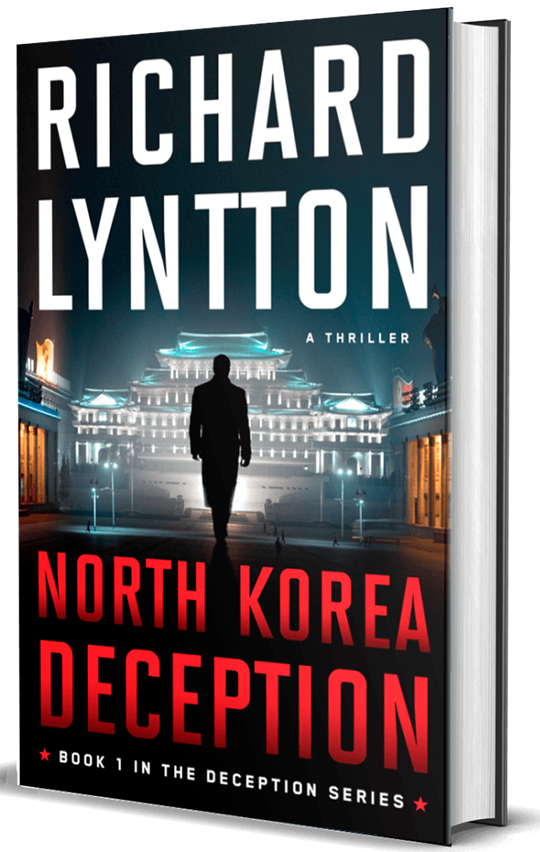 RICHARD
LYNTTON
A THRILLER
NORTH KOREA
DECEPTION
★ BOOK 1 IN THE DECEPTION SERIES ★